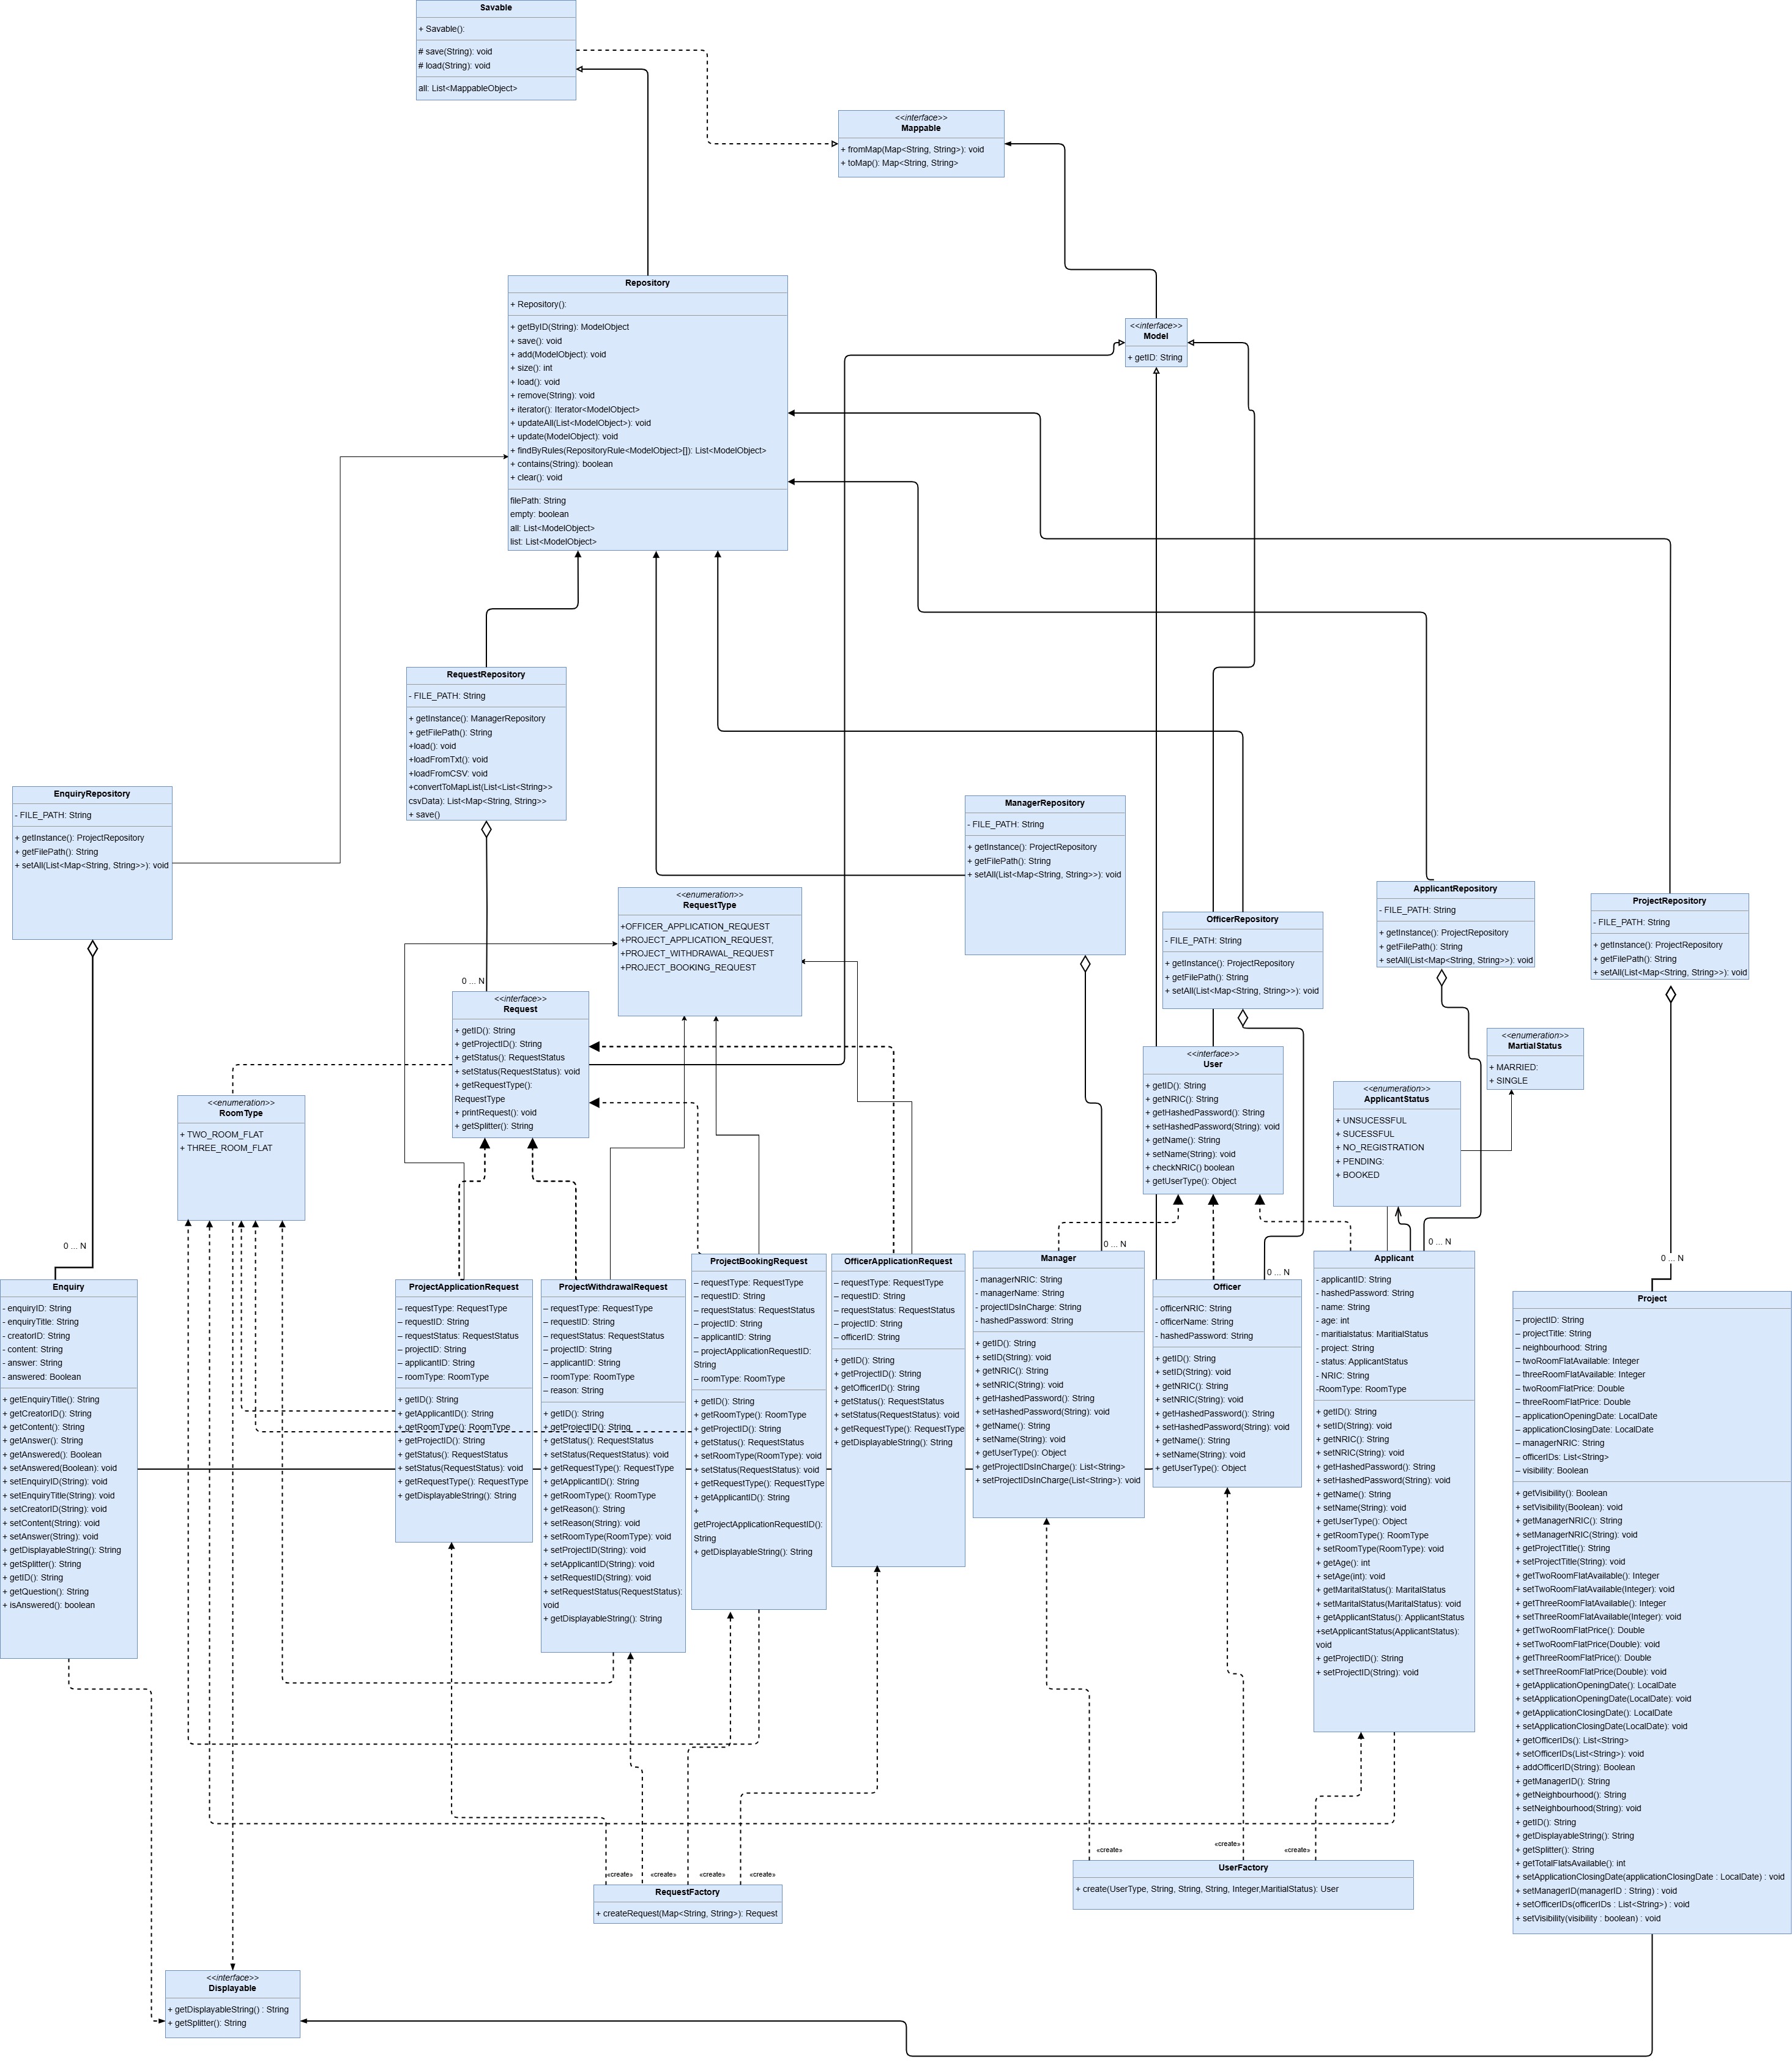 Savable
+ Savable():
# save(String): void
# load(String): void
all: List<MappableObject>
<<interface>>
Mappable
+ fromMap(Map<String, String>): void
+ toMap(): Map<String, String>
Repository
+ Repository():
+ getByID(String): ModelObject
+ save(): void
+ add(ModelObject): void
+ size(): int
+ load(): void
+ remove(String): void
+ iterator(): Iterator<ModelObject>
+ updateAll(List<ModelObject>): void
+ update(ModelObject): void
+ findByRules(RepositoryRule<ModelObject>[]): List<ModelObject>
+ contains(String): boolean
+ clear(): void
filePath: String
empty: boolean
all: List<ModelObject>
list: List<ModelObject>
<<interface>>
Model
+ getID: String
RequestRepository
- FILE_PATH: String
+ getInstance(): ManagerRepository
+ getFilePath(): String
+load(): void
+loadFromTxt(): void
+loadFromCSV: void
+convertToMapList(List<List<String>>
csvData): List<Map<String, String>>
+ save()
EnquiryRepository
- FILE_PATH: String
+ getInstance(): ProjectRepository
+ getFilePath(): String
+ setAll(List<Map<String, String>>): void
ManagerRepository
- FILE_PATH: String
+ getInstance(): ProjectRepository
+ getFilePath(): String
+ setAll(List<Map<String, String>>): void
<<enumeration>>
RequestType
+OFFICER_APPLICATION_REQUEST
+PROJECT_APPLICATION_REQUEST,
+PROJECT_WITHDRAWAL_REQUEST
+PROJECT_BOOKING_REQUEST
OfficerRepository
- FILE_PATH: String
+ getInstance(): ProjectRepository
+ getFilePath(): String
+ setAll(List<Map<String, String>>): void
ApplicantRepository
- FILE_PATH: String
+ getInstance(): ProjectRepository
+ getFilePath(): String
+ setAll(List<Map<String, String>>): void
ProjectRepository
- FILE_PATH: String
+ getInstance(): ProjectRepository
+ getFilePath(): String
+ setAll(List<Map<String, String>>): void
0 ... N
<<interface>>
Request
+ getID(): String
+ getProjectID(): String
+ getStatus(): RequestStatus
+ setStatus(RequestStatus): void
+ getRequestType():
RequestType
+ printRequest(): void
+ getSplitter(): String
<<enumeration>>
RoomType
+ TWO_ROOM_FLAT
+ THREE_ROOM_FLAT
<<interface>>
User
+ getID(): String
+ getNRIC(): String
+ getHashedPassword(): String
+ setHashedPassword(String): void
+ getName(): String
+ setName(String): void
+ checkNRIC() boolean
+ getUserType(): Object
<<enumeration>>
MartialStatus
+ MARRIED:
+ SINGLE
<<enumeration>>
ApplicantStatus
+ UNSUCESSFUL
+ SUCESSFUL
+ NO_REGISTRATION
+ PENDING:
+ BOOKED
0 ... N
0 ... N
0 ... N
0 ... N
0 ... N
Enquiry
- enquiryID: String
- enquiryTitle: String
- creatorID: String
- content: String
- answer: String
- answered: Boolean
+ getEnquiryTitle(): String
+ getCreatorID(): String
+ getContent(): String
+ getAnswer(): String
+ getAnswered(): Boolean
+ setAnswered(Boolean): void
+ setEnquiryID(String): void
+ setEnquiryTitle(String): void
+ setCreatorID(String): void
+ setContent(String): void
+ setAnswer(String): void
+ getDisplayableString(): String
+ getSplitter(): String
+ getID(): String
+ getQuestion(): String
+ isAnswered(): boolean
ProjectApplicationRequest
– requestType: RequestType
– requestID: String
– requestStatus: RequestStatus
– projectID: String
– applicantID: String
– roomType: RoomType
+ getID(): String
+ getApplicantID(): String
+ getRoomType(): RoomType
+ getProjectID(): String
+ getStatus(): RequestStatus
+ setStatus(RequestStatus): void
+ getRequestType(): RequestType
+ getDisplayableString(): String
ProjectWithdrawalRequest
– requestType: RequestType
– requestID: String
– requestStatus: RequestStatus
– projectID: String
– applicantID: String
– roomType: RoomType
– reason: String
+ getID(): String
+ getProjectID(): String
+ getStatus(): RequestStatus
+ setStatus(RequestStatus): void
+ getRequestType(): RequestType
+ getApplicantID(): String
+ getRoomType(): RoomType
+ getReason(): String
+ setReason(String): void
+ setRoomType(RoomType): void
+ setProjectID(String): void
+ setApplicantID(String): void
+ setRequestID(String): void
+ setRequestStatus(RequestStatus):
void
+ getDisplayableString(): String
ProjectBookingRequest
– requestType: RequestType
– requestID: String
– requestStatus: RequestStatus
– projectID: String
– applicantID: String
– projectApplicationRequestID:
String
– roomType: RoomType
+ getID(): String
+ getRoomType(): RoomType
+ getProjectID(): String
+ getStatus(): RequestStatus
+ setRoomType(RoomType): void
+ setStatus(RequestStatus): void
+ getRequestType(): RequestType
+ getApplicantID(): String
+
getProjectApplicationRequestID():
String
+ getDisplayableString(): String
OfficerApplicationRequest
– requestType: RequestType
– requestID: String
– requestStatus: RequestStatus
– projectID: String
– officerID: String
+ getID(): String
+ getProjectID(): String
+ getOfficerID(): String
+ getStatus(): RequestStatus
+ setStatus(RequestStatus): void
+ getRequestType(): RequestType
+ getDisplayableString(): String
Manager
- managerNRIC: String
- managerName: String
- projectIDsInCharge: String
- hashedPassword: String
+ getID(): String
+ setID(String): void
+ getNRIC(): String
+ setNRIC(String): void
+ getHashedPassword(): String
+ setHashedPassword(String): void
+ getName(): String
+ setName(String): void
+ getUserType(): Object
+ getProjectIDsInCharge(): List<String>
+ setProjectIDsInCharge(List<String>): void
Officer
- officerNRIC: String
- officerName: String
- hashedPassword: String
+ getID(): String
+ setID(String): void
+ getNRIC(): String
+ setNRIC(String): void
+ getHashedPassword(): String
+ setHashedPassword(String): void
+ getName(): String
+ setName(String): void
+ getUserType(): Object
Applicant
- applicantID: String
- hashedPassword: String
- name: String
- age: int
- maritialstatus: MaritialStatus
- project: String
- status: ApplicantStatus
- NRIC: String
-RoomType: RoomType
+ getID(): String
+ setID(String): void
+ getNRIC(): String
+ setNRIC(String): void
+ getHashedPassword(): String
+ setHashedPassword(String): void
+ getName(): String
+ setName(String): void
+ getUserType(): Object
+ getRoomType(): RoomType
+ setRoomType(RoomType): void
+ getAge(): int
+ setAge(int): void
+ getMaritalStatus(): MaritalStatus
+ setMaritalStatus(MaritalStatus): void
+ getApplicantStatus(): ApplicantStatus
+setApplicantStatus(ApplicantStatus):
void
+ getProjectID(): String
+ setProjectID(String): void
Project
– projectID: String
– projectTitle: String
– neighbourhood: String
– twoRoomFlatAvailable: Integer
– threeRoomFlatAvailable: Integer
– twoRoomFlatPrice: Double
– threeRoomFlatPrice: Double
– applicationOpeningDate: LocalDate
– applicationClosingDate: LocalDate
– managerNRIC: String
– officerIDs: List<String>
– visibility: Boolean
+ getVisibility(): Boolean
+ setVisibility(Boolean): void
+ getManagerNRIC(): String
+ setManagerNRIC(String): void
+ getProjectTitle(): String
+ setProjectTitle(String): void
+ getTwoRoomFlatAvailable(): Integer
+ setTwoRoomFlatAvailable(Integer): void
+ getThreeRoomFlatAvailable(): Integer
+ setThreeRoomFlatAvailable(Integer): void
+ getTwoRoomFlatPrice(): Double
+ setTwoRoomFlatPrice(Double): void
+ getThreeRoomFlatPrice(): Double
+ setThreeRoomFlatPrice(Double): void
+ getApplicationOpeningDate(): LocalDate
+ setApplicationOpeningDate(LocalDate): void
+ getApplicationClosingDate(): LocalDate
+ setApplicationClosingDate(LocalDate): void
+ getOfficerIDs(): List<String>
+ setOfficerIDs(List<String>): void
+ addOfficerID(String): Boolean
+ getManagerID(): String
+ getNeighbourhood(): String
+ setNeighbourhood(String): void
+ getID(): String
+ getDisplayableString(): String
+ getSplitter(): String
+ getTotalFlatsAvailable(): int
+ setApplicationClosingDate(applicationClosingDate : LocalDate) : void
+ setManagerID(managerID : String) : void
+ setOfficerIDs(officerIDs : List<String>) : void
+ setVisibility(visibility : boolean) : void
«create»
«create»
«create»
«create»
«create»
«create»
«create»
RequestFactory
+ createRequest(Map<String, String>): Request
UserFactory
+ create(UserType, String, String, String, Integer,MaritialStatus): User
<<interface>>
Displayable
+ getDisplayableString() : String
+ getSplitter(): String